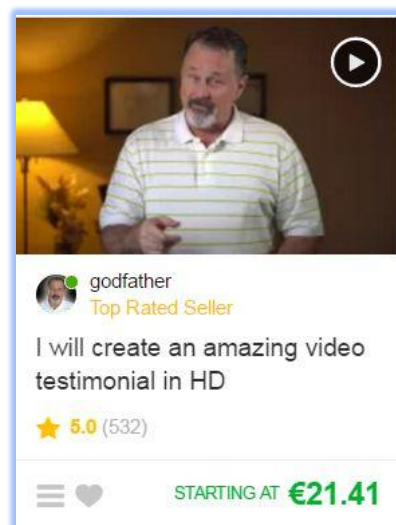 godfather
Top Rated Seller
I will create an amazing video
testimonial in HD
5.0 (532)
STARTING AT €21.41